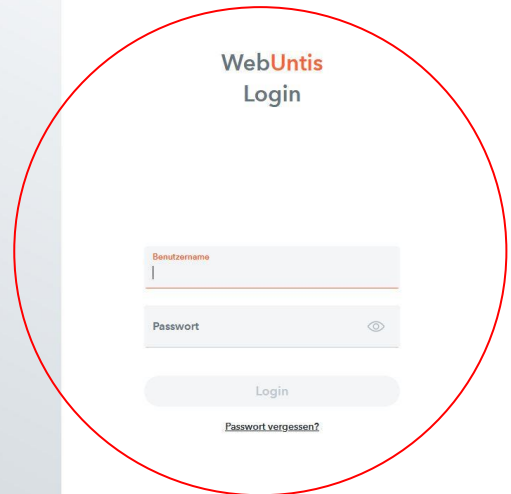 WebUntis
Login
Benutzername
Passwort
Login
Passwort vergessen?